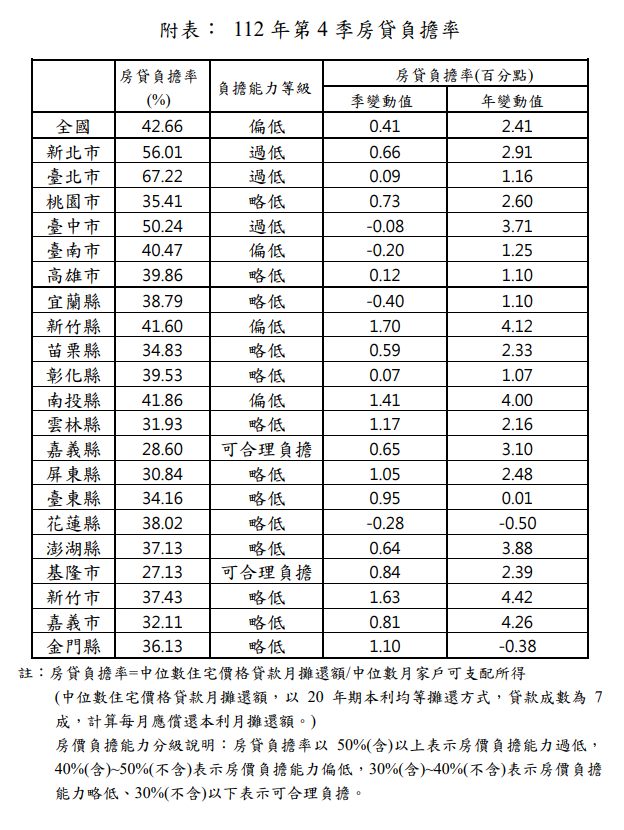 附表： 112 年第 4 季房貸負擔率
房貸負擔率 (%) 負擔能力等級 房貸負擔率(百分點)
季變動值 年變動值
全國 42.66 偏低 0.41 2.41
新北市 56.01 過低 0.66 2.91
臺北市 67.22 過低 0.09 1.16
桃園市 35.41 略低 0.73 2.60
臺中市 50.24 過低 -0.08 3.71
臺南市 40.47 偏低 -0.20 1.25
高雄市 39.86 略低 0.12 1.10
宜蘭縣 38.79 略低 -0.40 1.10
新竹縣 41.60 偏低 1.70 4.12
苗栗縣 34.83 略低 0.59 2.33
彰化縣 39.53 略低 0.07 1.07
南投縣 41.86 偏低 1.41 4.00
雲林縣 31.93 略低 1.17 2.16
嘉義縣 28.60 可合理負擔 0.65 3.10
屏東縣 30.84 略低 1.05 2.48
臺東縣 34.16 略低 0.95 0.01
花蓮縣 38.02 略低 -0.28 -0.50
澎湖縣 37.13 略低 0.64 3.88
基隆市 27.13 可合理負擔 0.84 2.39
新竹市 37.43 略低 1.63 4.42
嘉義市 32.11 略低 0.81 4.26
金門縣 36.13 略低 1.10 -0.38
註：房貸負擔率=中位數住宅價格貸款月攤還額/中位數月家戶可支配所得
(中位數住宅價格貸款月攤還額，以 20 年期本利均等攤還方式，貸款成數為 7
成，計算每月應償還本利月攤還額。)
房價負擔能力分級說明：房貸負擔率以 50%(含)以上表示房價負擔能力過低，
40%(含)~50%(不含)表示房價負擔能力偏低，30%(含)~40%(不含)表示房價負擔
能力略低、30%(不含)以下表示可合理負擔。